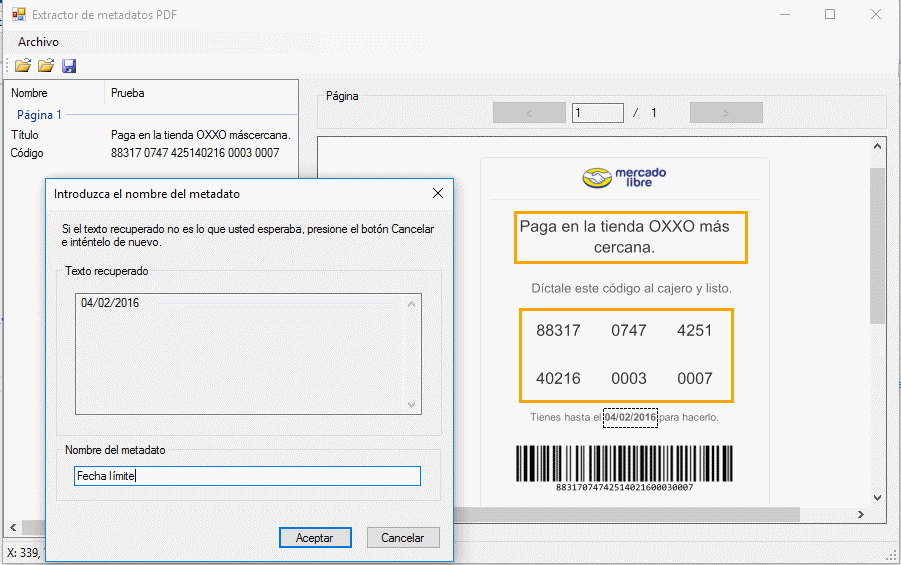 Extractor de metadatos PDF
Archivo
Nombre Prueba
Página 1
Título Paga en la tienda OXXO máscercana.
Código 88317 0747 425140216 0003 0007
Introduzca el nombre del metadato
Si el texto recuperado no es lo que usted esperaba, presione el botón Cancelar
e inténtelo de nuevo.
Texto recuperado
04/02/2016
Nombre del metadato
Fecha límite
Aceptar Cancelar
X: 339,
Página
< 1 / 1 >
mercado
libre
Paga en la tienda OXXO más
cercana.
Díctale este código al cajero y listo.
88317 0747 4251
40216 0003 0007
Tienes hasta el 04/02/2016 para hacerlo.
88317074742514021600030007